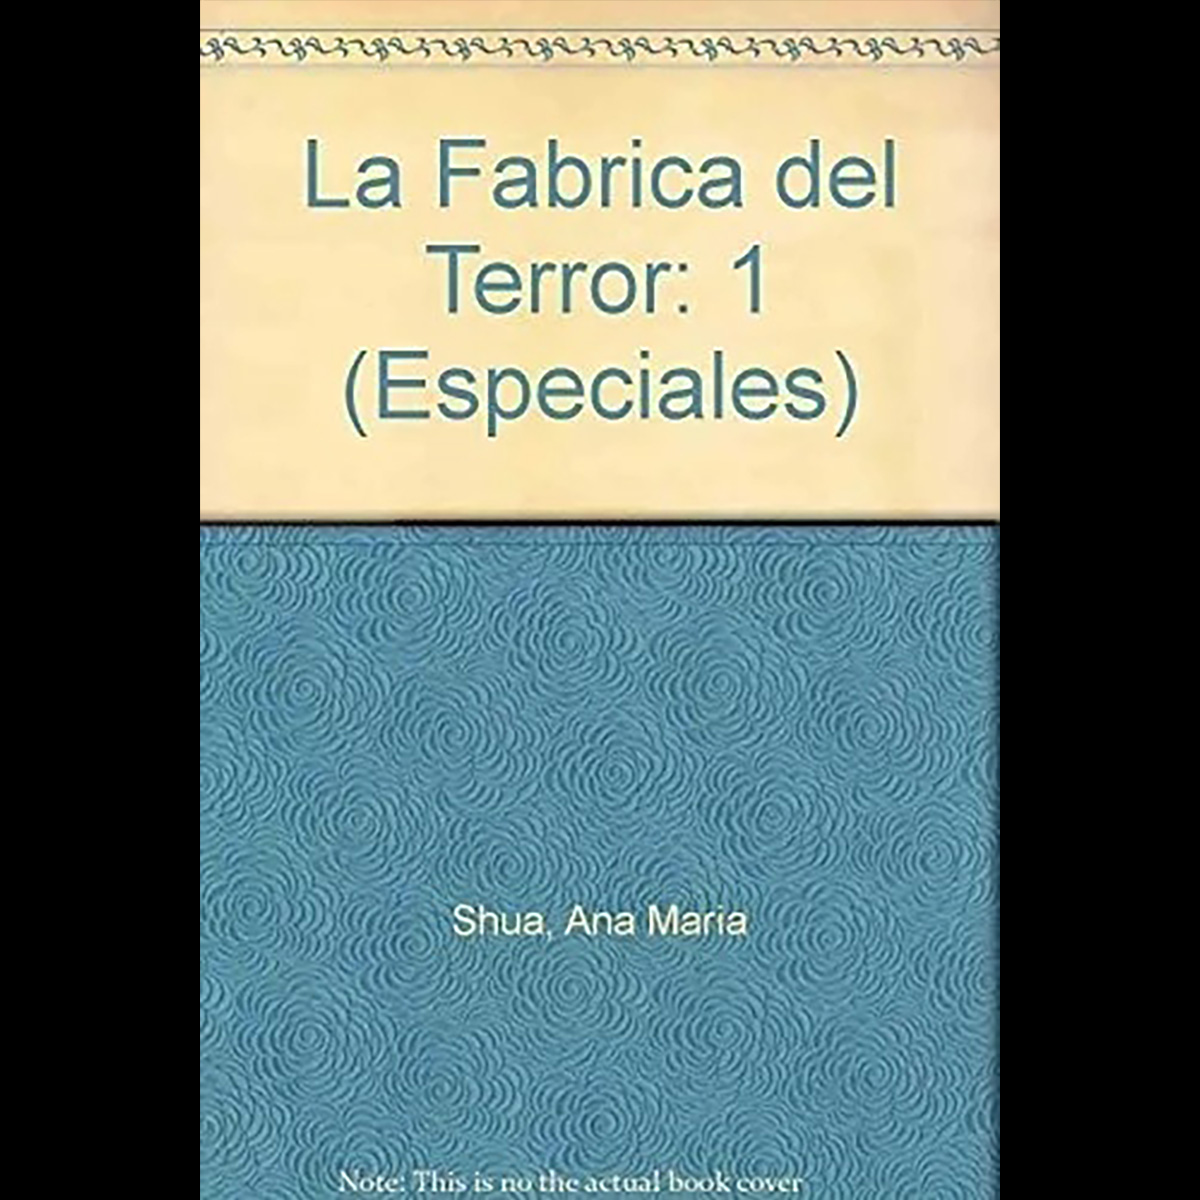 La Fabrica del
Terror: 1
(Especiales)
Shua, Ana Maria
Note: This is no the actual book cover